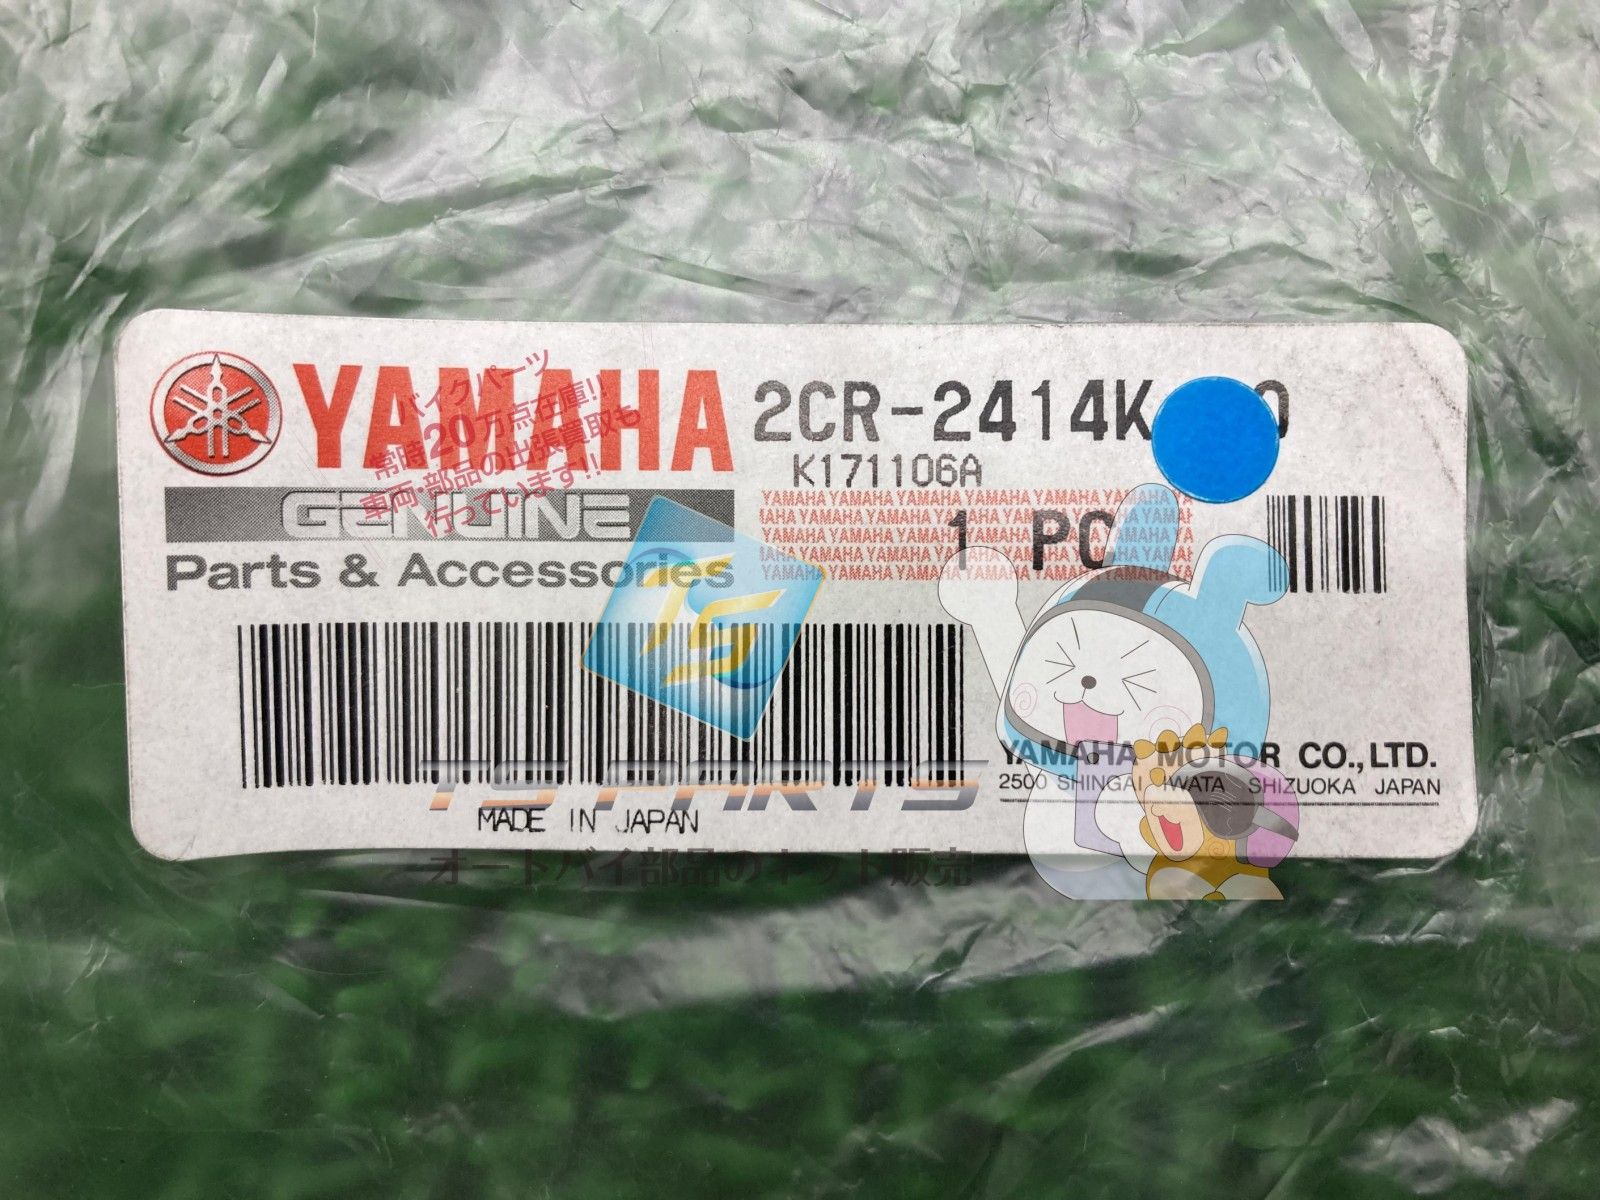 YAMAHA
2CR-2414K
K171106A
バイクパーツ
常時20万点在庫!!
車両・部品の出張買取も
行っています!!
GENUINE
Parts & Accessories
1 PC
TS
YAMAHA MOTOR CO., LTD.
2500 SHINGAI IWATA SHIZUOKA JAPAN
TS PARTS
MADE IN JAPAN
オートバイ部品のネット販売